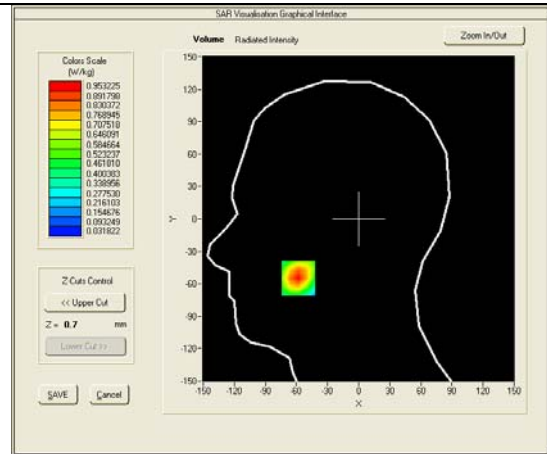 SAR Visualisation Graphical Interface
Volume Radiated Intensity
Zoom In/Out
Colors Scale
(W/kg)
0.953225
0.891798
0.830372
0.768945
0.707518
0.646091
0.584664
0.523237
0.461810
0.400383
0.338956
0.277530
0.216103
0.154676
0.093249
0.031822
Z Cuts Control
<< Upper Cut
Z = 0.7 mm
Lower Cut >>
SAVE Cancel
150
120
90
60
30
0
-30
-60
-90
-120
-150
Y
-150 -120 -90 -60 -30 0 30 60 90 120 150
X